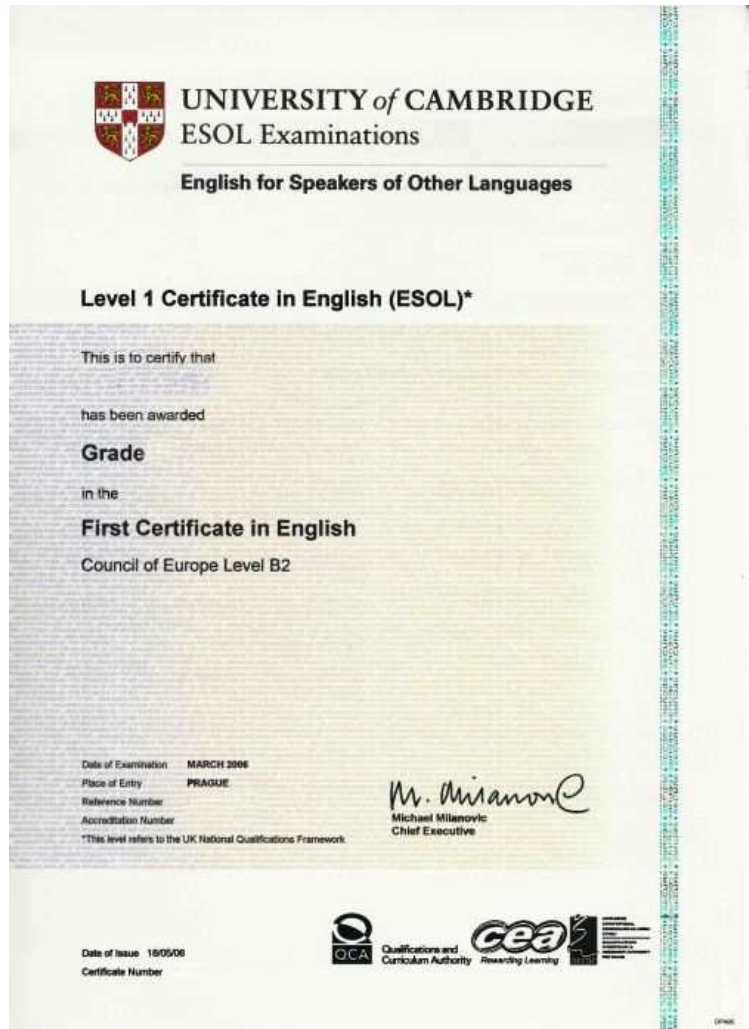 UNIVERSITY of CAMBRIDGE
ESOL Examinations
English for Speakers of Other Languages
Level 1 Certificate in English (ESOL)*
This is to certify that
has been awarded
Grade
in the
First Certificate in English
Council of Europe Level B2
Date of Examination MARCH 2006
Place of Entry PRAGUE
Reference Number
Accreditation Number
*This level refers to the UK National Qualifications Framework
M. Milanovic
Michael Milanovic
Chief Executive
Date of Issue 18/05/06
Certificate Number
QCA
Qualifications and
Curriculum Authority
cea
Rewarding Learning